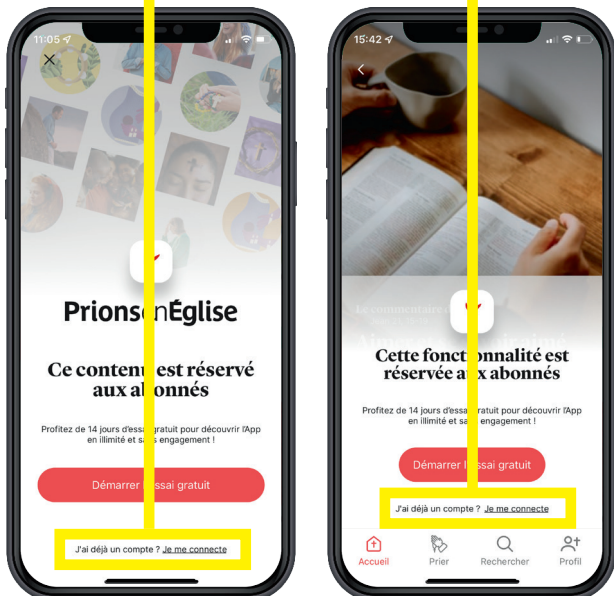 11:05
PrionsenÉglise
Ce contenu est réservé
aux abonnés
Profitez de 14 jours d'essai gratuit pour découvrir l'App
en illimité et sans engagement !
Démarrer l'essai gratuit
J'ai déjà un compte ? Je me connecte
15:42
Le commentaire
Cette fonctionnalité est
réservée aux abonnés
Profitez de 14 jours d'essai gratuit pour découvrir l'App
en illimité et sans engagement !
Démarrer l'essai gratuit
J'ai déjà un compte ? Je me connecte
Accueil Prier Rechercher Profil